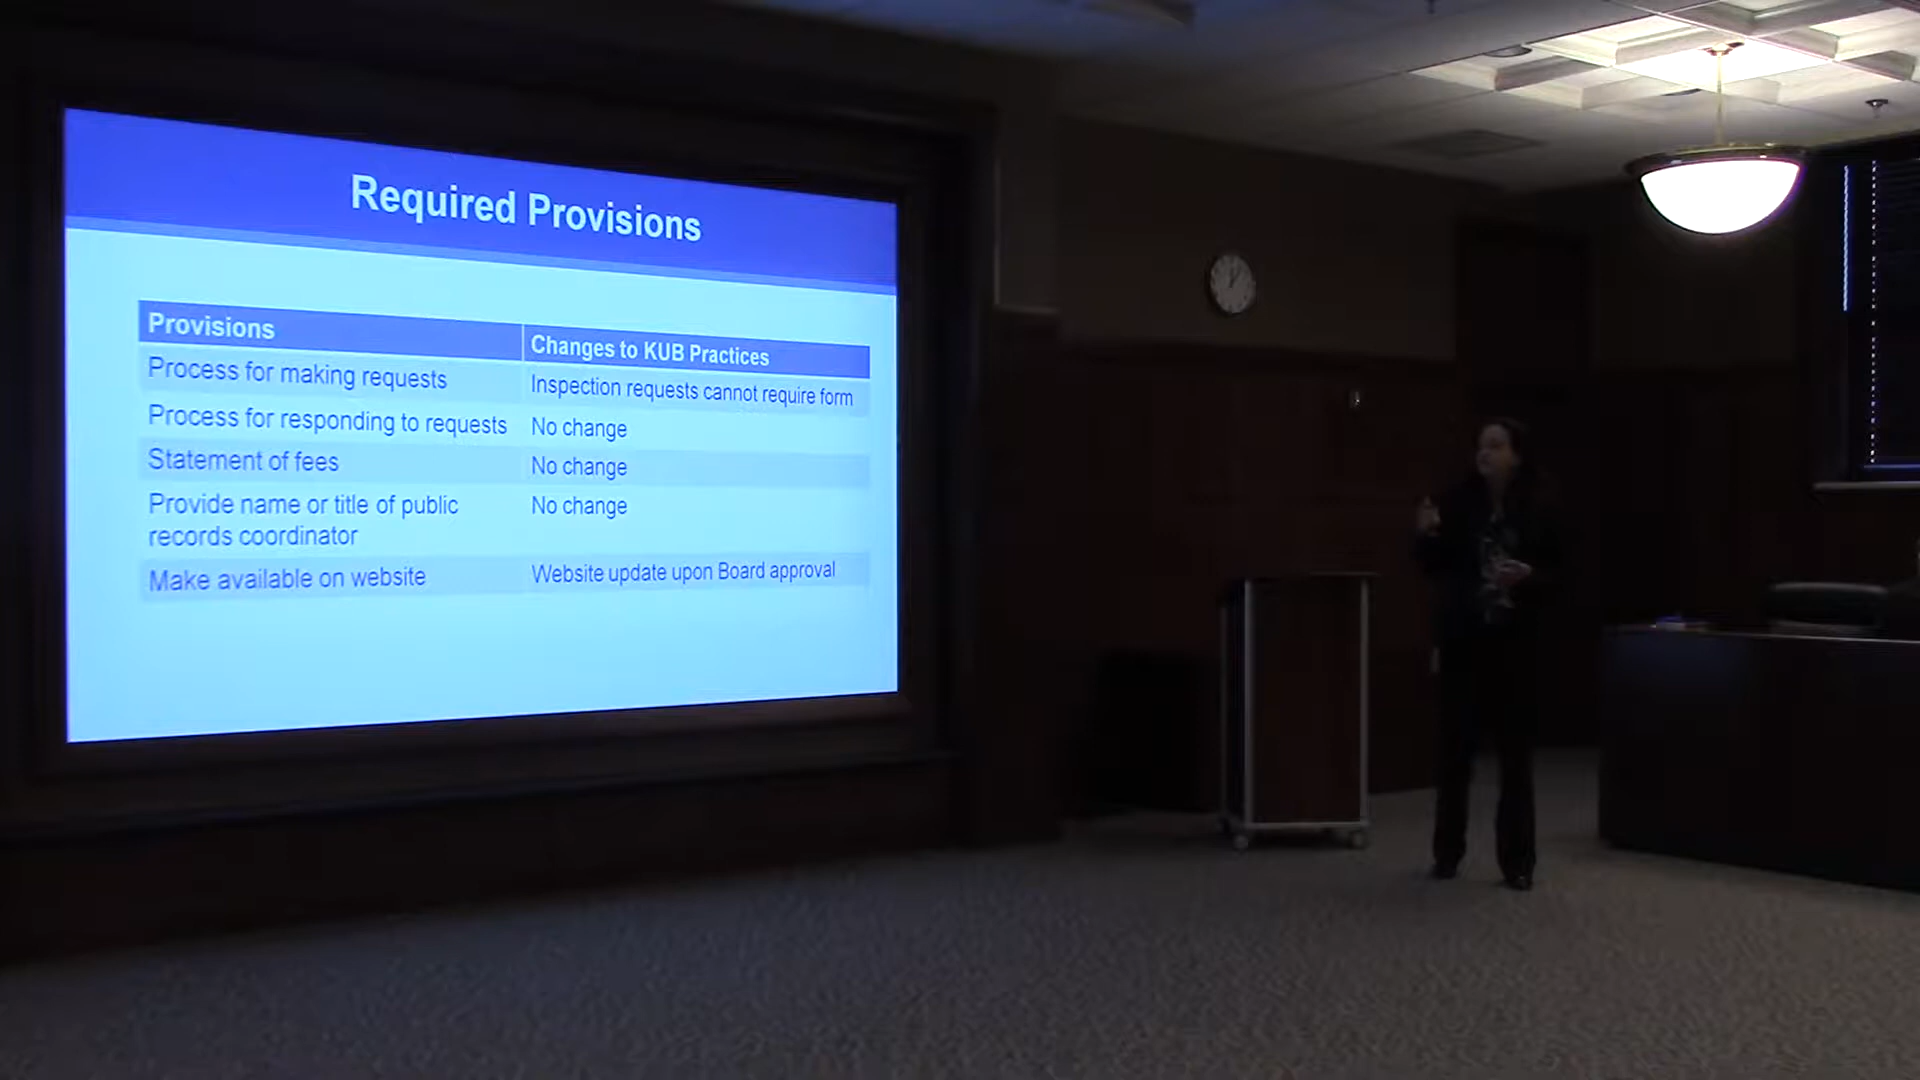 Required Provisions
Provisions
Changes to KUB Practices
Process for making requests
Inspection requests cannot require form
Process for responding to requests
No change
Statement of fees
No change
Provide name or title of public
records coordinator
No change
Make available on website
Website update upon Board approval